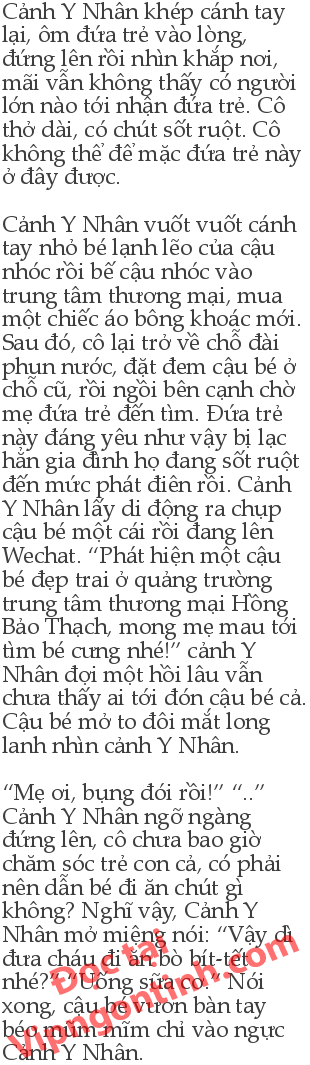 Cảnh Y Nhân khép cánh tay
lại, ôm đứa trẻ vào lòng,
đứng lên rồi nhìn khắp nơi,
mãi vẫn không thấy có người
lớn nào tới nhận đứa trẻ. Cô
thở dài, có chút sốt ruột. Cô
không thể để mặc đứa trẻ này
ở đây được.
Cảnh Y Nhân vuốt vuốt cánh
tay nhỏ bé lạnh lẽo của cậu
nhóc rồi bế cậu nhóc vào
trung tâm thương mại, mua
một chiếc áo bông khoác mới.
Sau đó, cô lại trở về chỗ đài
phun nước, đặt đem cậu bé ở
chỗ cũ, rồi ngồi bên cạnh chờ
mẹ đứa trẻ đến tìm. Đứa trẻ
này đáng yêu như vậy bị lạc
hẳn gia đình họ đang sốt ruột
đến mức phát điên rồi. Cảnh
Y Nhân lấy di động ra chụp
cậu bé một cái rồi đang lên
Wechat. “Phát hiện một cậu
bé đẹp trai ở quảng trường
trung tâm thương mại Hồng
Bảo Thạch, mong mẹ mau tới
tìm bé cưng nhé!” cảnh Y
Nhân đợi một hồi lâu vẫn
chưa thấy ai tới đón cậu bé cả.
Cậu bé mở to đôi mắt long
lanh nhìn cảnh Y Nhân.
“Mẹ ơi, bụng đói rồi!” “..”
Cảnh Y Nhân ngỡ ngàng
đứng lên, cô chưa bao giờ
chăm sóc trẻ con cả, có phải
nên dẫn bé đi ăn chút gì
không? Nghĩ vậy, Cảnh Y
Nhân mở miệng nói: “Vậy dì
đưa cháu đi ăn bò bít-tết
nhé?” “Uống sữa cơ.” Nói
xong, cậu bé vươn bàn tay
béo múm mĩm chỉ vào ngực
Cảnh Y Nhân.
Đọc tại
Vipngontinh.com